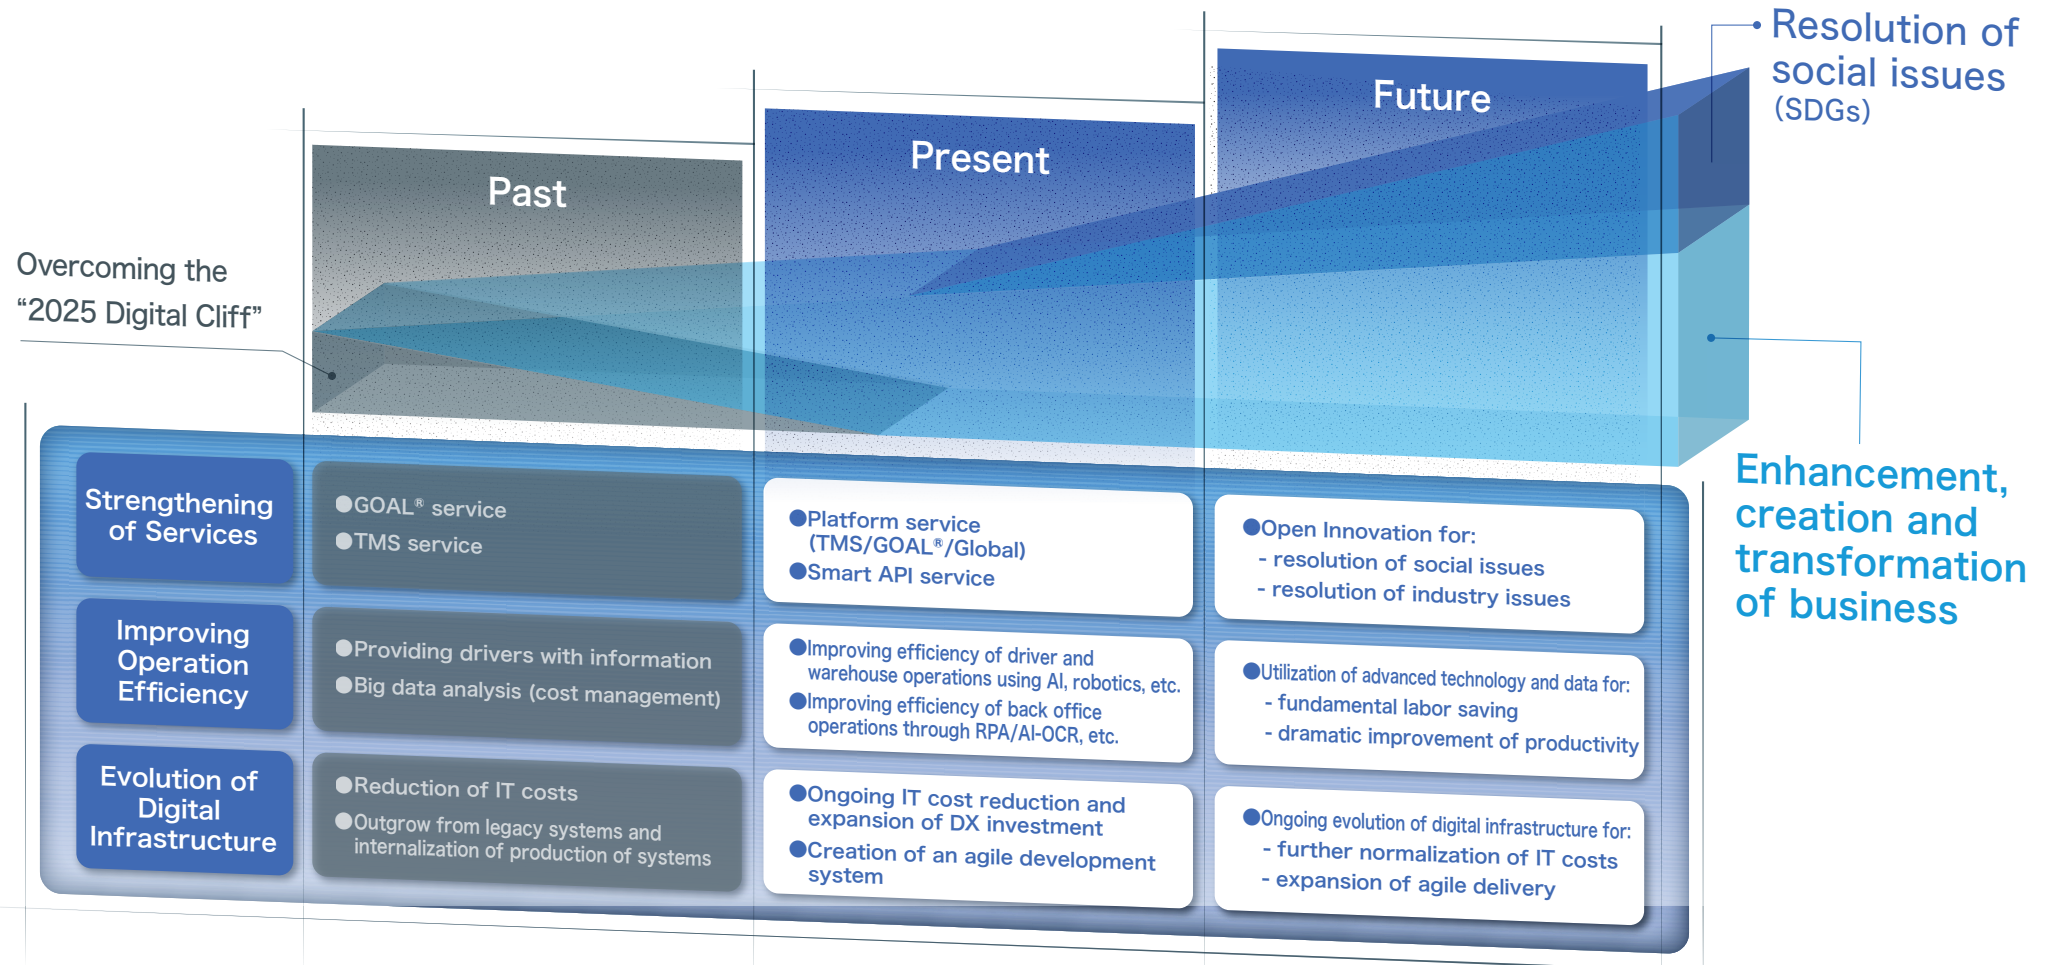 Resolution of
social issues
(SDGs)
Future
Present
Past
Overcoming the
“2025 Digital Cliff”
Enhancement,
creation and
transformation
of business
Strengthening
of Services
●GOAL® service
●TMS service
●Platform service
(TMS/GOAL®/Global)
●Smart API service
●Open Innovation for:
- resolution of social issues
- resolution of industry issues
Improving
Operation
Efficiency
●Providing drivers with information
●Big data analysis (cost management)
●Improving efficiency of driver and
warehouse operations using AI, robotics, etc.
●Improving efficiency of back office
operations through RPA/AI-OCR, etc.
●Utilization of advanced technology and data for:
- fundamental labor saving
- dramatic improvement of productivity
Evolution of
Digital
Infrastructure
●Reduction of IT costs
●Outgrow from legacy systems and
internalization of production of systems
●Ongoing IT cost reduction and
expansion of DX investment
●Creation of an agile development
system
●Ongoing evolution of digital infrastructure for:
- further normalization of IT costs
- expansion of agile delivery